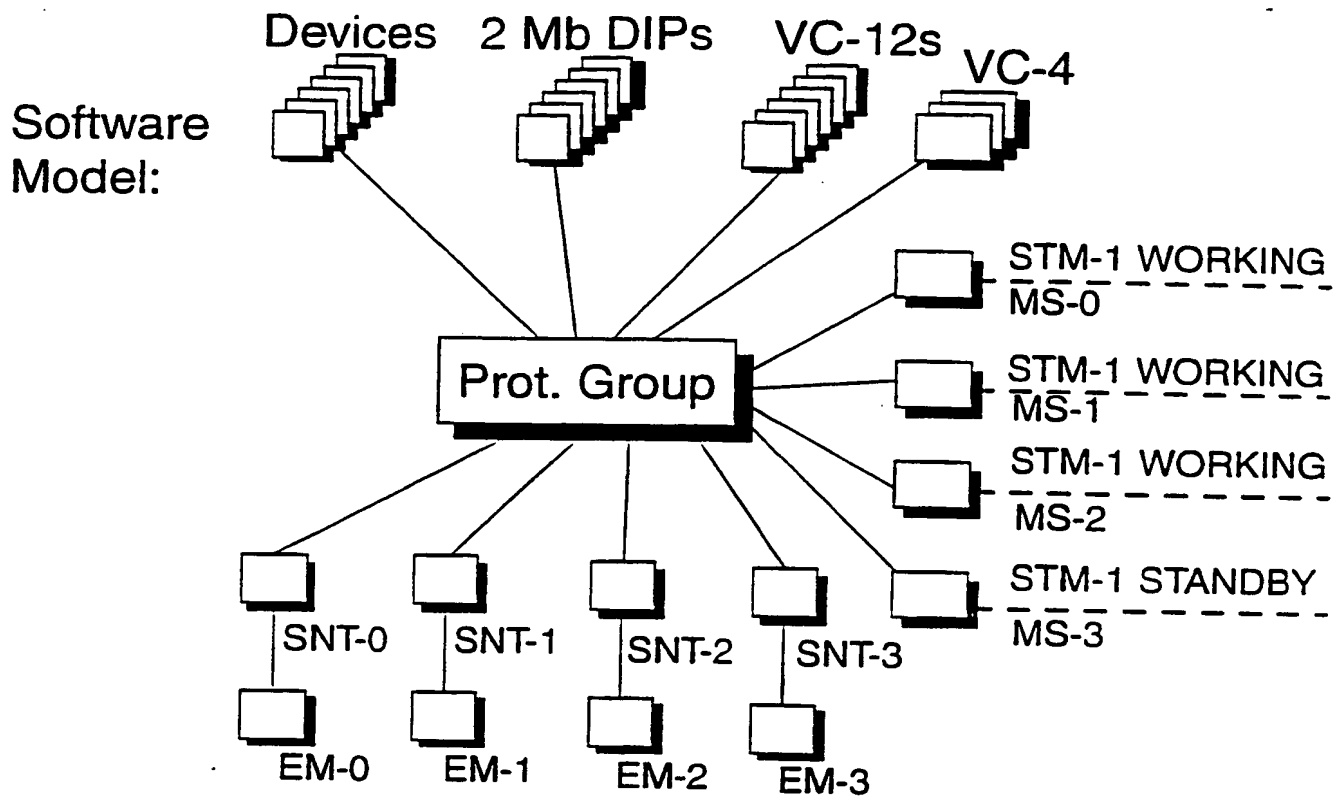 Devices
2 Mb DIPs
VC-12s
VC-4
Software
Model:
STM-1 WORKING
MS-0
Prot. Group
STM-1 WORKING
MS-1
STM-1 WORKING
MS-2
STM-1 STANDBY
MS-3
SNT-0
SNT-1
SNT-2
SNT-3
EM-0
EM-1
EM-2
EM-3